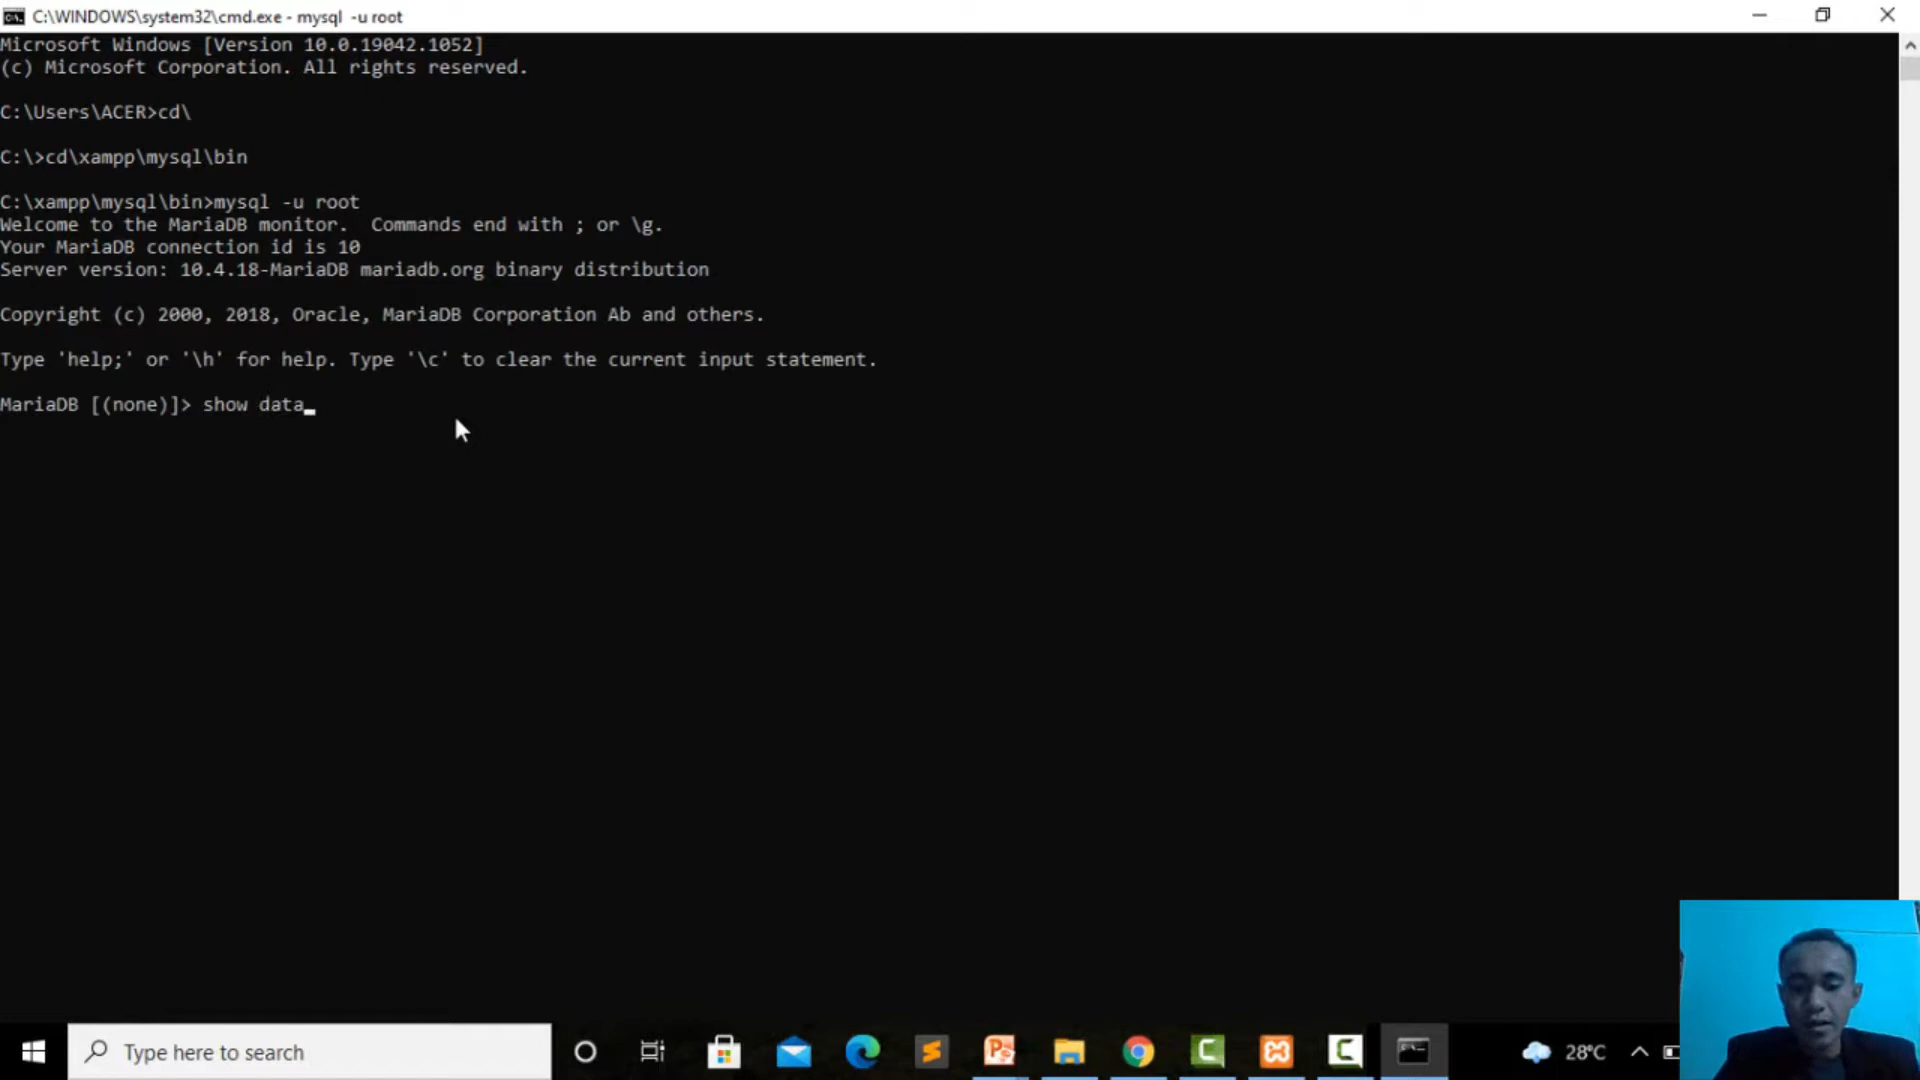 C:\WINDOWS\system32\cmd.exe - mysql  -u root
Microsoft Windows [Version 10.0.19042.1052]
(c) Microsoft Corporation. All rights reserved.
C:\Users\ACER>cd\
C:\>cd\xampp\mysql\bin
C:\xampp\mysql\bin>mysql -u root
Welcome to the MariaDB monitor.  Commands end with ; or \g.
Your MariaDB connection id is 10
Server version: 10.4.18-MariaDB mariadb.org binary distribution
Copyright (c) 2000, 2018, Oracle, MariaDB Corporation Ab and others.
Type 'help;' or '\h' for help. Type '\c' to clear the current input statement.
MariaDB [(none)]> show data_
Type here to search
28°C